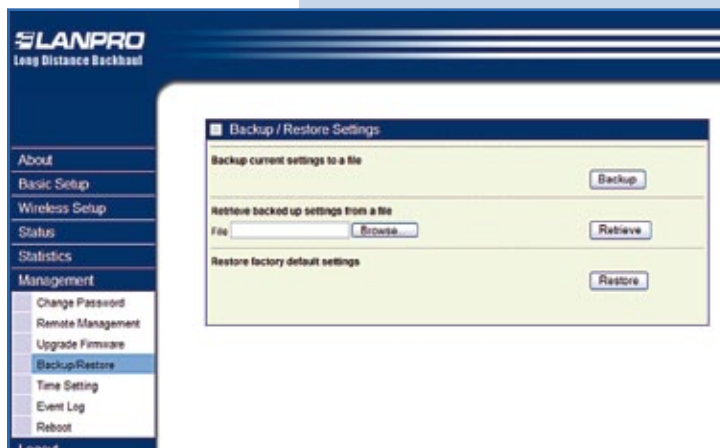 LANPRO
Long Distance Backhaul
About
Basic Setup
Wireless Setup
Status
Statistics
Management
Change Password
Remote Management
Upgrade Firmware
Backup/Restore
Time Setting
Event Log
Reboot
Logout
Backup / Restore Settings
Backup current settings to a file
Backup
Retrieve backed up settings from a file
File Browse... Retrieve
Restore factory default settings
Restore